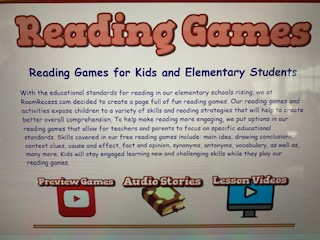 Reading Games
Reading Games for Kids and Elementary Students
With the educational standards for reading in our elementary schools rising, we at
RoomRecess.com decided to create a page full of fun reading games. Our reading games and
activities expose children to a variety of skills and reading strategies that will help to create
better overall comprehension. To help make reading more engaging, we put options in our
reading games that allow for teachers and parents to focus on specific educational
standards. Skills covered in our free reading games include: main idea, drawing conclusions,
context clues, cause and effect, fact and opinion, synonyms, antonyms, vocabulary, as well as,
many more. Kids will stay engaged learning new and challenging skills while they play our
reading games.
Preview Games Audio Stories Lesson Videos